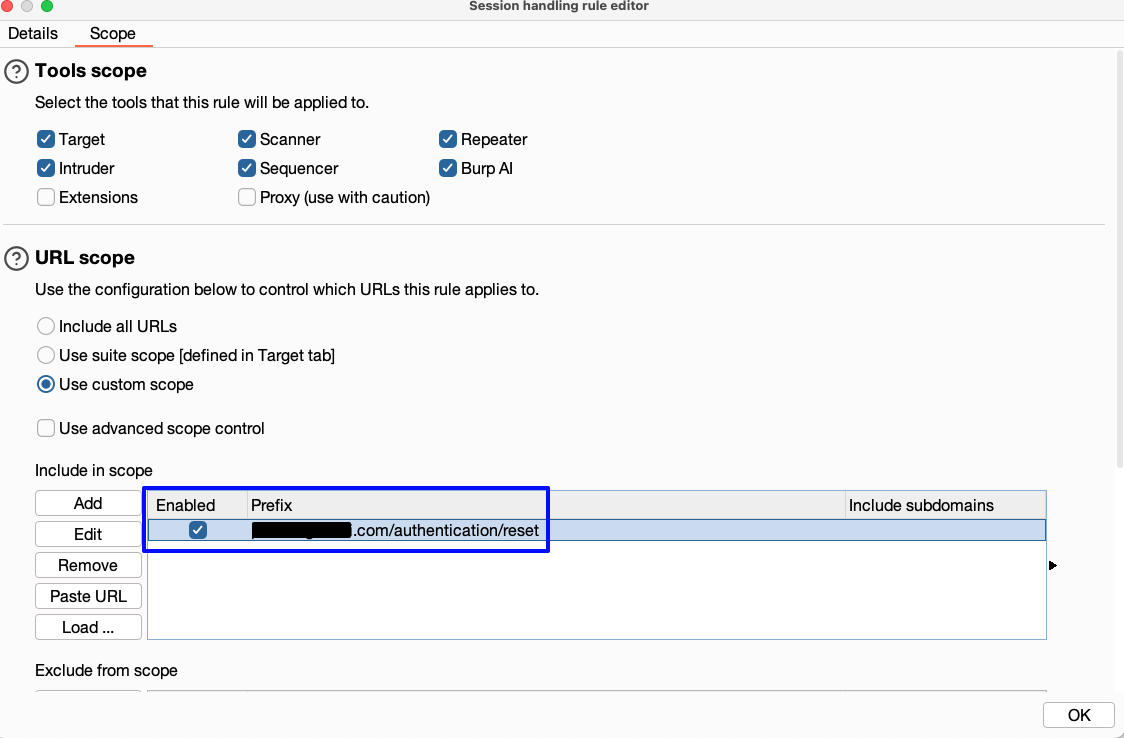 Session handling rule editor
Details Scope
? Tools scope
Select the tools that this rule will be applied to.
Target Scanner Repeater
Intruder Sequencer Burp AI
Extensions Proxy (use with caution)
? URL scope
Use the configuration below to control which URLs this rule applies to.
Include all URLs
Use suite scope [defined in Target tab]
Use custom scope
Use advanced scope control
Include in scope
Add Enabled Prefix Include subdomains
.com/authentication/reset
Edit
Remove
Paste URL
Load ...
Exclude from scope
OK